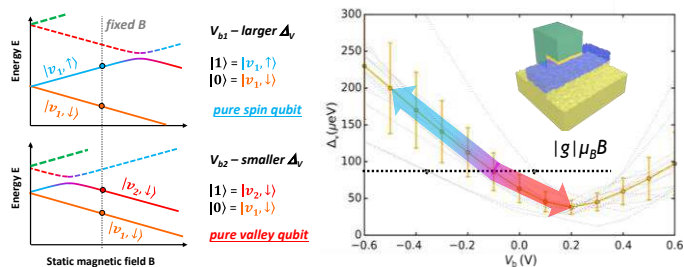 fixed B
V_b1 – larger Δ_V
|1⟩ = |v_1, ↑⟩
|0⟩ = |v_1, ↓⟩
pure spin qubit
Energy E
|v_1, ↑⟩
|v_1, ↓⟩
V_b2 – smaller Δ_V
|1⟩ = |v_2, ↓⟩
|0⟩ = |v_1, ↓⟩
pure valley qubit
Energy E
|v_2, ↓⟩
|v_1, ↓⟩
Static magnetic field B
Δ_v (μeV)
300
250
200
150
100
50
0
|g|μ_B B
−0.6 −0.4 −0.2 0.0 0.2 0.4 0.6
V_b (V)